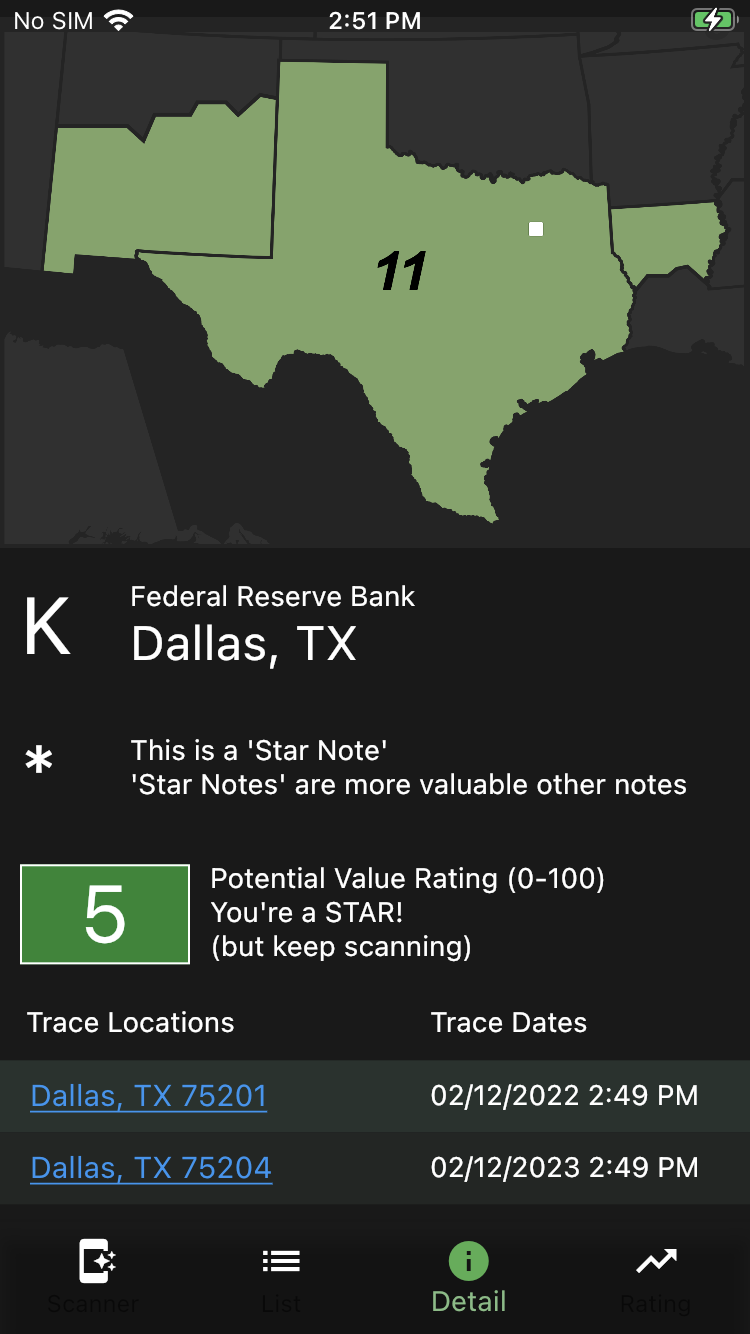 No SIM 2:51 PM
11
K
Federal Reserve Bank
Dallas, TX
*
This is a 'Star Note'
'Star Notes' are more valuable other notes
5
Potential Value Rating (0-100)
You're a STAR!
(but keep scanning)
Trace Locations Trace Dates
Dallas, TX 75201 02/12/2022 2:49 PM
Dallas, TX 75204 02/12/2023 2:49 PM
Scanner List Detail Rating